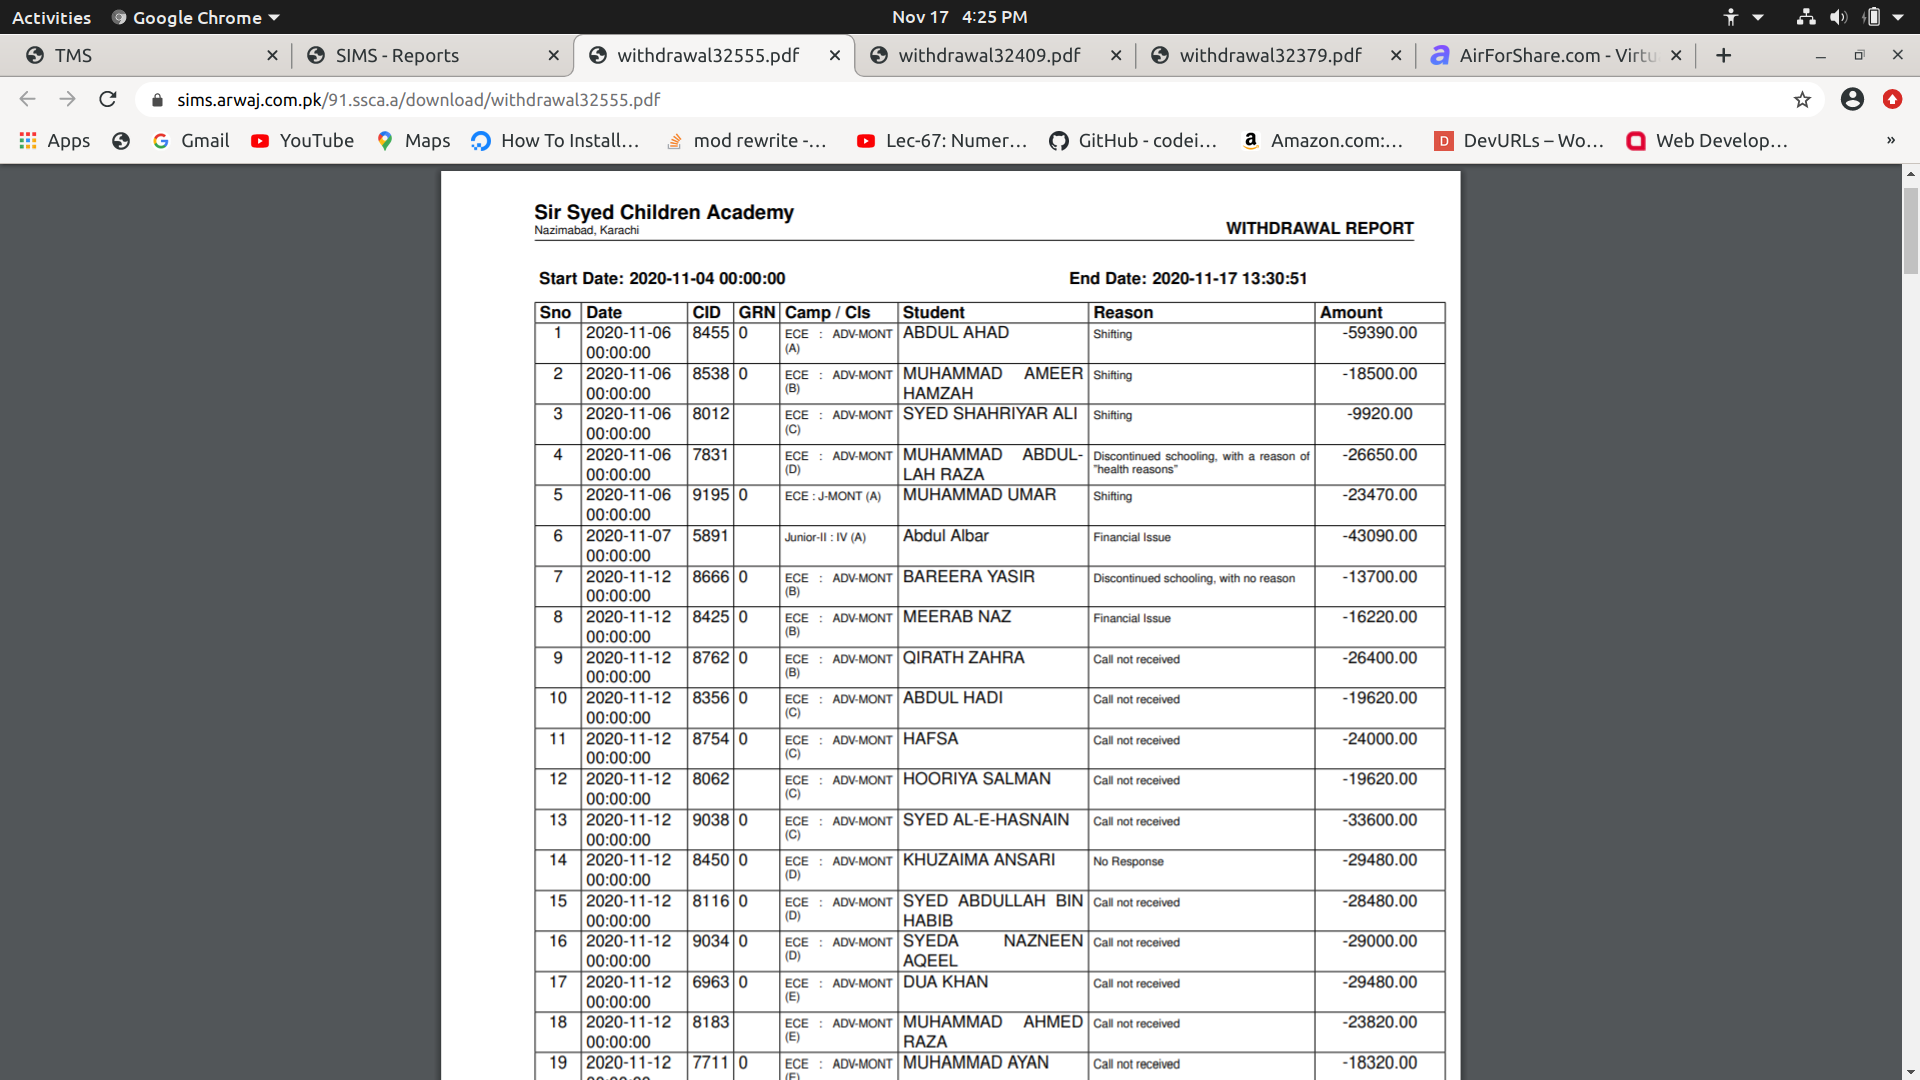 Activities Google Chrome Nov 17 4:25 PM
TMS SIMS - Reports withdrawal32555.pdf withdrawal32409.pdf withdrawal32379.pdf AirForShare.com - Virtu
sims.arwaj.com.pk/91.ssca.a/download/withdrawal32555.pdf
Apps Gmail YouTube Maps How To Install… mod rewrite -… Lec-67: Numer… GitHub - codei… Amazon.com:… DevURLs – Wo… Web Develop… »
Sir Syed Children Academy
Nazimabad, Karachi
WITHDRAWAL REPORT
Start Date: 2020-11-04 00:00:00 End Date: 2020-11-17 13:30:51
Sno Date CID GRN Camp / Cls Student Reason Amount
1 2020-11-06 8455 0 ECE : ADV-MONT ABDUL AHAD Shifting -59390.00
00:00:00 (A)
2 2020-11-06 8538 0 ECE : ADV-MONT MUHAMMAD AMEER Shifting -18500.00
00:00:00 (B) HAMZAH
3 2020-11-06 8012 ECE : ADV-MONT SYED SHAHRIYAR ALI Shifting -9920.00
00:00:00 (C)
4 2020-11-06 7831 ECE : ADV-MONT MUHAMMAD ABDUL- Discontinued schooling, with a reason of -26650.00
00:00:00 (D) LAH RAZA "health reasons"
5 2020-11-06 9195 0 ECE : J-MONT (A) MUHAMMAD UMAR Shifting -23470.00
00:00:00
6 2020-11-07 5891 Junior-II : IV (A) Abdul Albar Financial Issue -43090.00
00:00:00
7 2020-11-12 8666 0 ECE : ADV-MONT BAREERA YASIR Discontinued schooling, with no reason -13700.00
00:00:00 (B)
8 2020-11-12 8425 0 ECE : ADV-MONT MEERAB NAZ Financial Issue -16220.00
00:00:00 (B)
9 2020-11-12 8762 0 ECE : ADV-MONT QIRATH ZAHRA Call not received -26400.00
00:00:00 (B)
10 2020-11-12 8356 0 ECE : ADV-MONT ABDUL HADI Call not received -19620.00
00:00:00 (C)
11 2020-11-12 8754 0 ECE : ADV-MONT HAFSA Call not received -24000.00
00:00:00 (C)
12 2020-11-12 8062 ECE : ADV-MONT HOORIYA SALMAN Call not received -19620.00
00:00:00 (C)
13 2020-11-12 9038 0 ECE : ADV-MONT SYED AL-E-HASNAIN Call not received -33600.00
00:00:00 (C)
14 2020-11-12 8450 0 ECE : ADV-MONT KHUZAIMA ANSARI No Response -29480.00
00:00:00 (D)
15 2020-11-12 8116 0 ECE : ADV-MONT SYED ABDULLAH BIN Call not received -28480.00
00:00:00 (D) HABIB
16 2020-11-12 9034 0 ECE : ADV-MONT SYEDA NAZNEEN Call not received -29000.00
00:00:00 (D) AQEEL
17 2020-11-12 6963 0 ECE : ADV-MONT DUA KHAN Call not received -29480.00
00:00:00 (E)
18 2020-11-12 8183 ECE : ADV-MONT MUHAMMAD AHMED Call not received -23820.00
00:00:00 (E) RAZA
19 2020-11-12 7711 0 ECE : ADV-MONT MUHAMMAD AYAN Call not received -18320.00